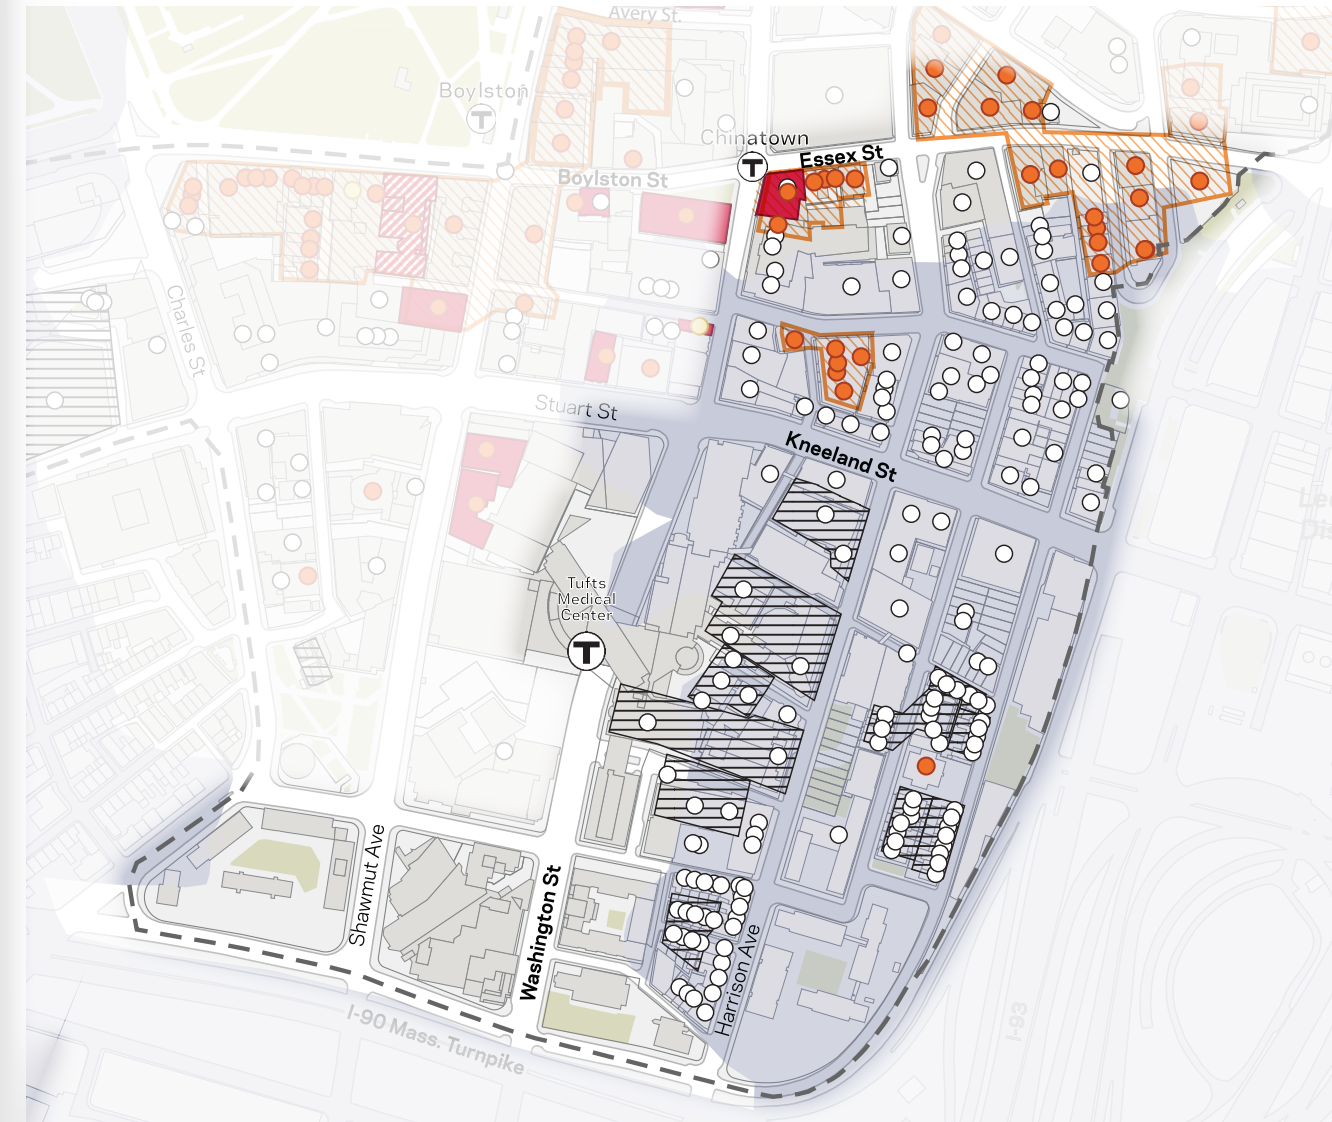 Avery St.
Boylston
T
Chinatown
T
Essex St
Boylston St
Charles St
Stuart St
Kneeland St
Tufts
Medical
Center
T
Shawmut Ave
Washington St
Harrison Ave
I-90 Mass. Turnpike
I-93